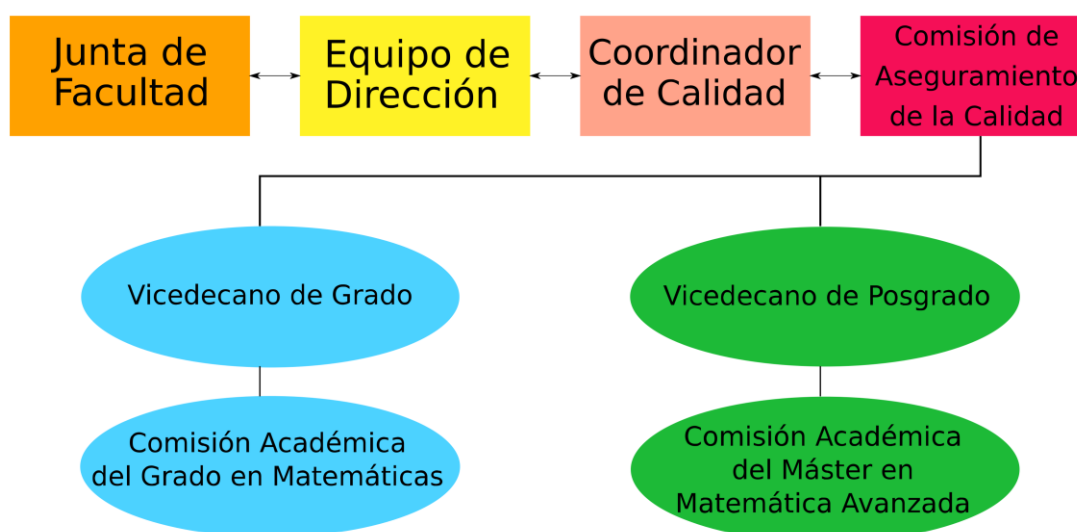 Junta de
Facultad
Equipo de
Dirección
Coordinador
de Calidad
Comisión de
Aseguramiento
de la Calidad
Vicedecano de Grado
Vicedecano de Posgrado
Comisión Académica
del Grado en Matemáticas
Comisión Académica
del Máster en
Matemática Avanzada